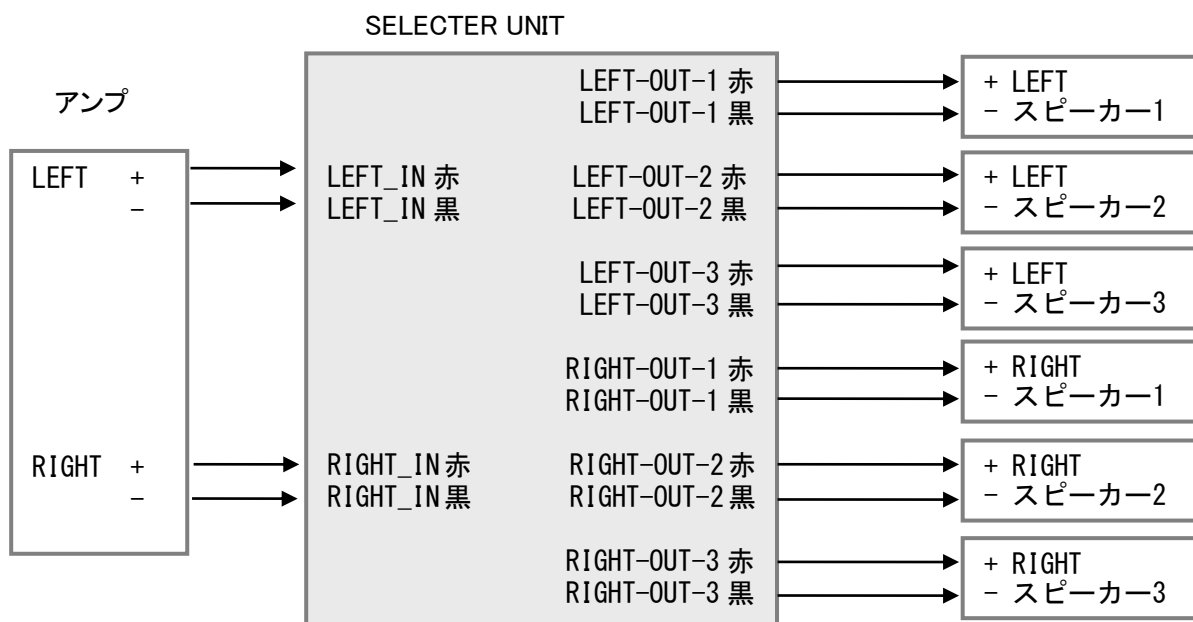 SELECTER UNIT
アンプ
LEFT +
−
RIGHT +
−
LEFT_IN 赤
LEFT_IN 黒
RIGHT_IN 赤
RIGHT_IN 黒
LEFT-OUT-1 赤
LEFT-OUT-1 黒
LEFT-OUT-2 赤
LEFT-OUT-2 黒
LEFT-OUT-3 赤
LEFT-OUT-3 黒
RIGHT-OUT-1 赤
RIGHT-OUT-1 黒
RIGHT-OUT-2 赤
RIGHT-OUT-2 黒
RIGHT-OUT-3 赤
RIGHT-OUT-3 黒
+ LEFT
− スピーカー1
+ LEFT
− スピーカー2
+ LEFT
− スピーカー3
+ RIGHT
− スピーカー1
+ RIGHT
− スピーカー2
+ RIGHT
− スピーカー3